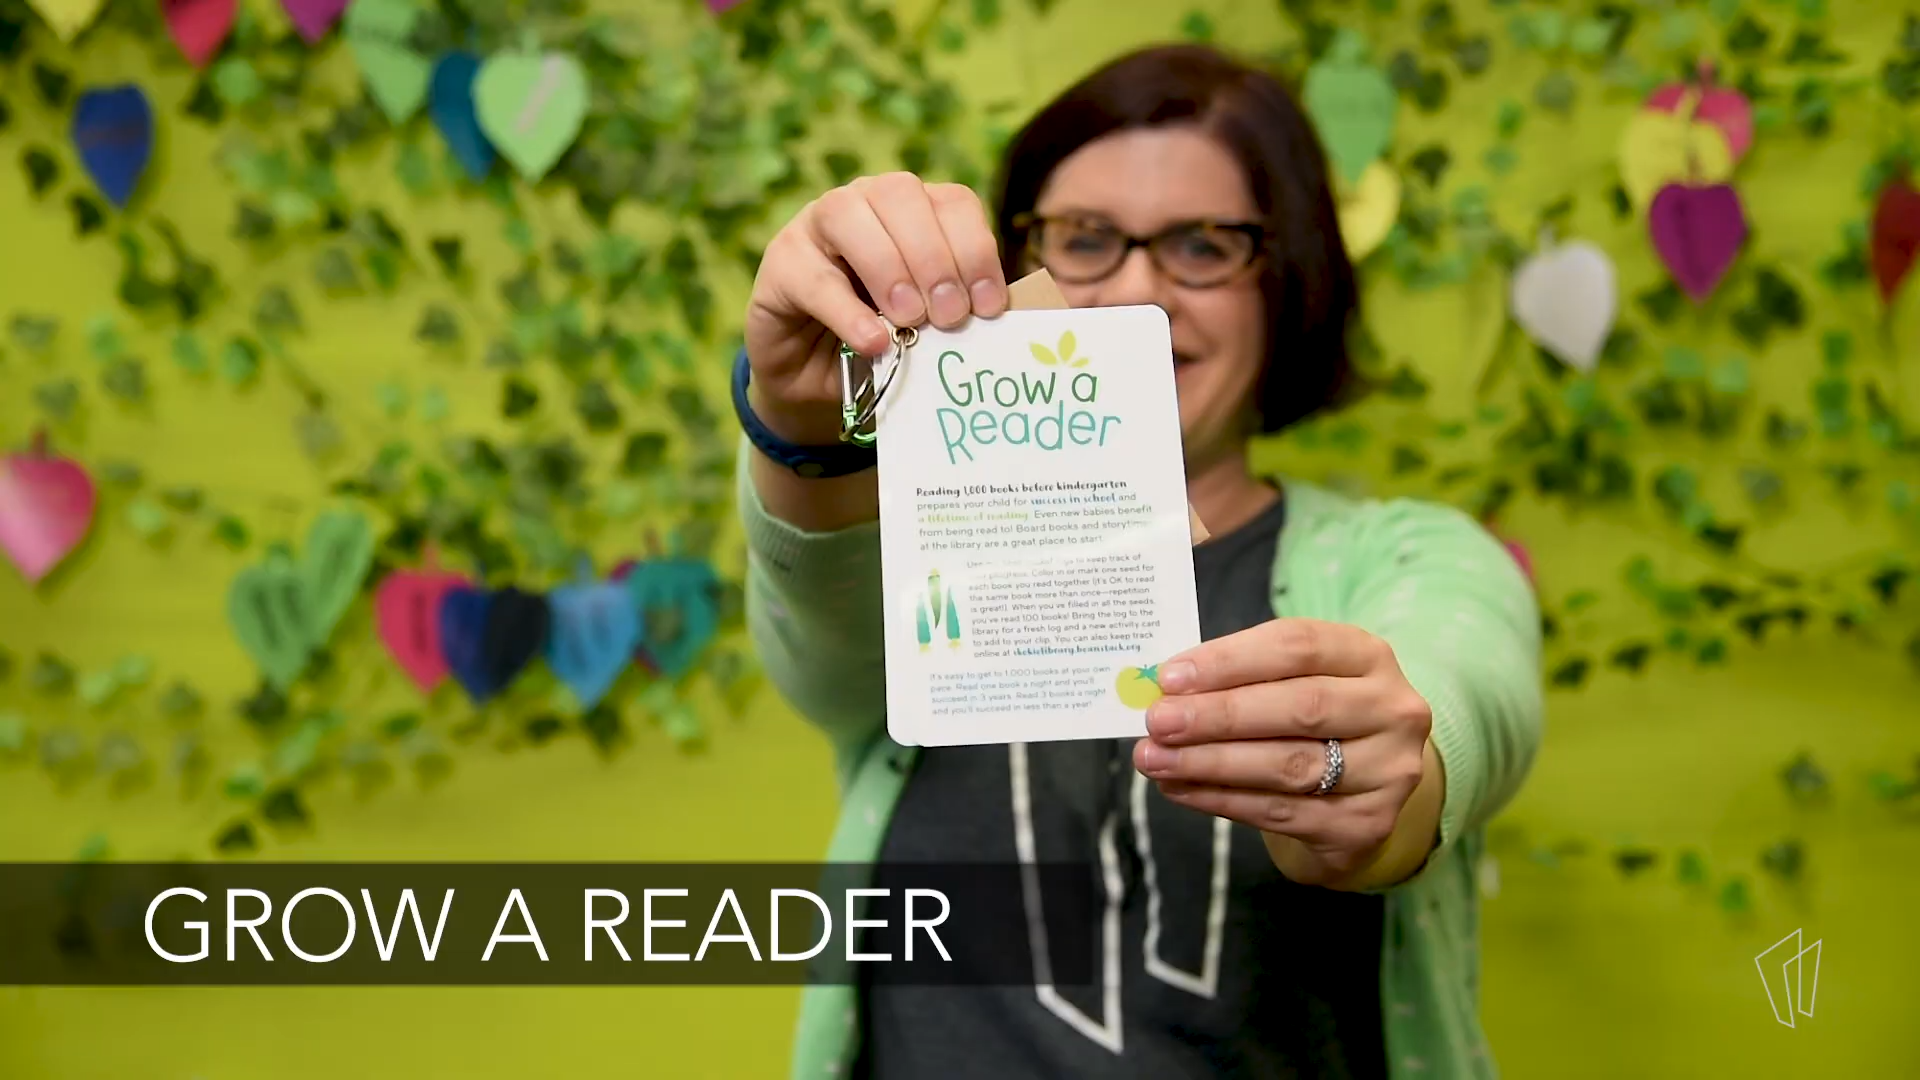 Grow a
Reader
Reading 1,000 books before kindergarten
prepares your child for success in school and
a lifetime of reading. Even new babies benefit
from being read to! Board books and storytimes
at the library are a great place to start.
logs to keep track of
your progress. Color in or mark one seed for
each book you read together (it's OK to read
the same book more than once—repetition
is great!). When you've filled in all the seeds,
you've read 100 books! Bring the log to the
library for a fresh log and a new activity card
to add to your clip. You can also keep track
online at skokielibrary.beanstack.org.
It's easy to get to 1,000 books at your own
pace. Read one book a night and you'll
succeed in 3 years. Read 3 books a night
and you'll succeed in less than a year!
GROW A READER